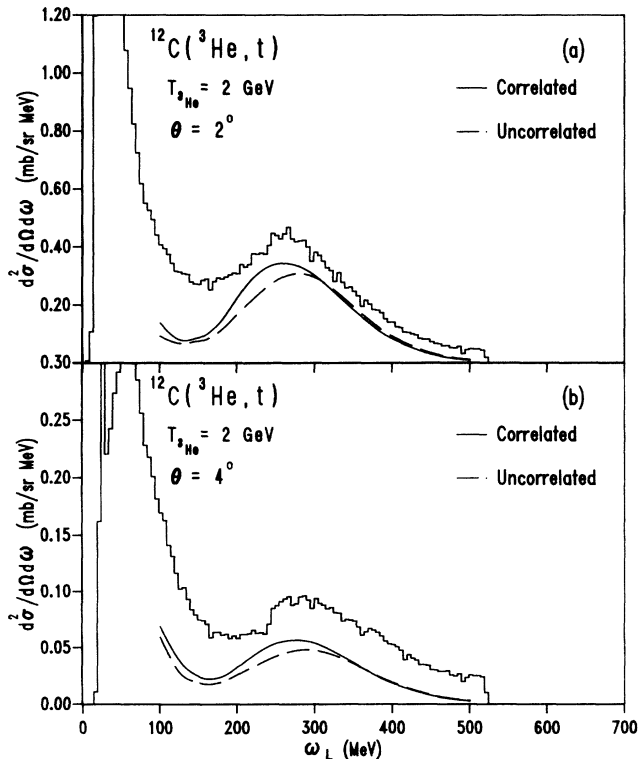 1.20
1.00
0.80
0.60
0.40
0.20
0.30
d²σ/dΩdω (mb/sr MeV)
¹²C(³He,t)
T₃He = 2 GeV
θ = 2°
(a)
Correlated
Uncorrelated
0.25
0.20
0.15
0.10
0.05
0.00
d²σ/dΩdω (mb/sr MeV)
¹²C(³He,t)
T₃He = 2 GeV
θ = 4°
(b)
Correlated
Uncorrelated
0 100 200 300 400 500 600 700
ω_L (MeV)